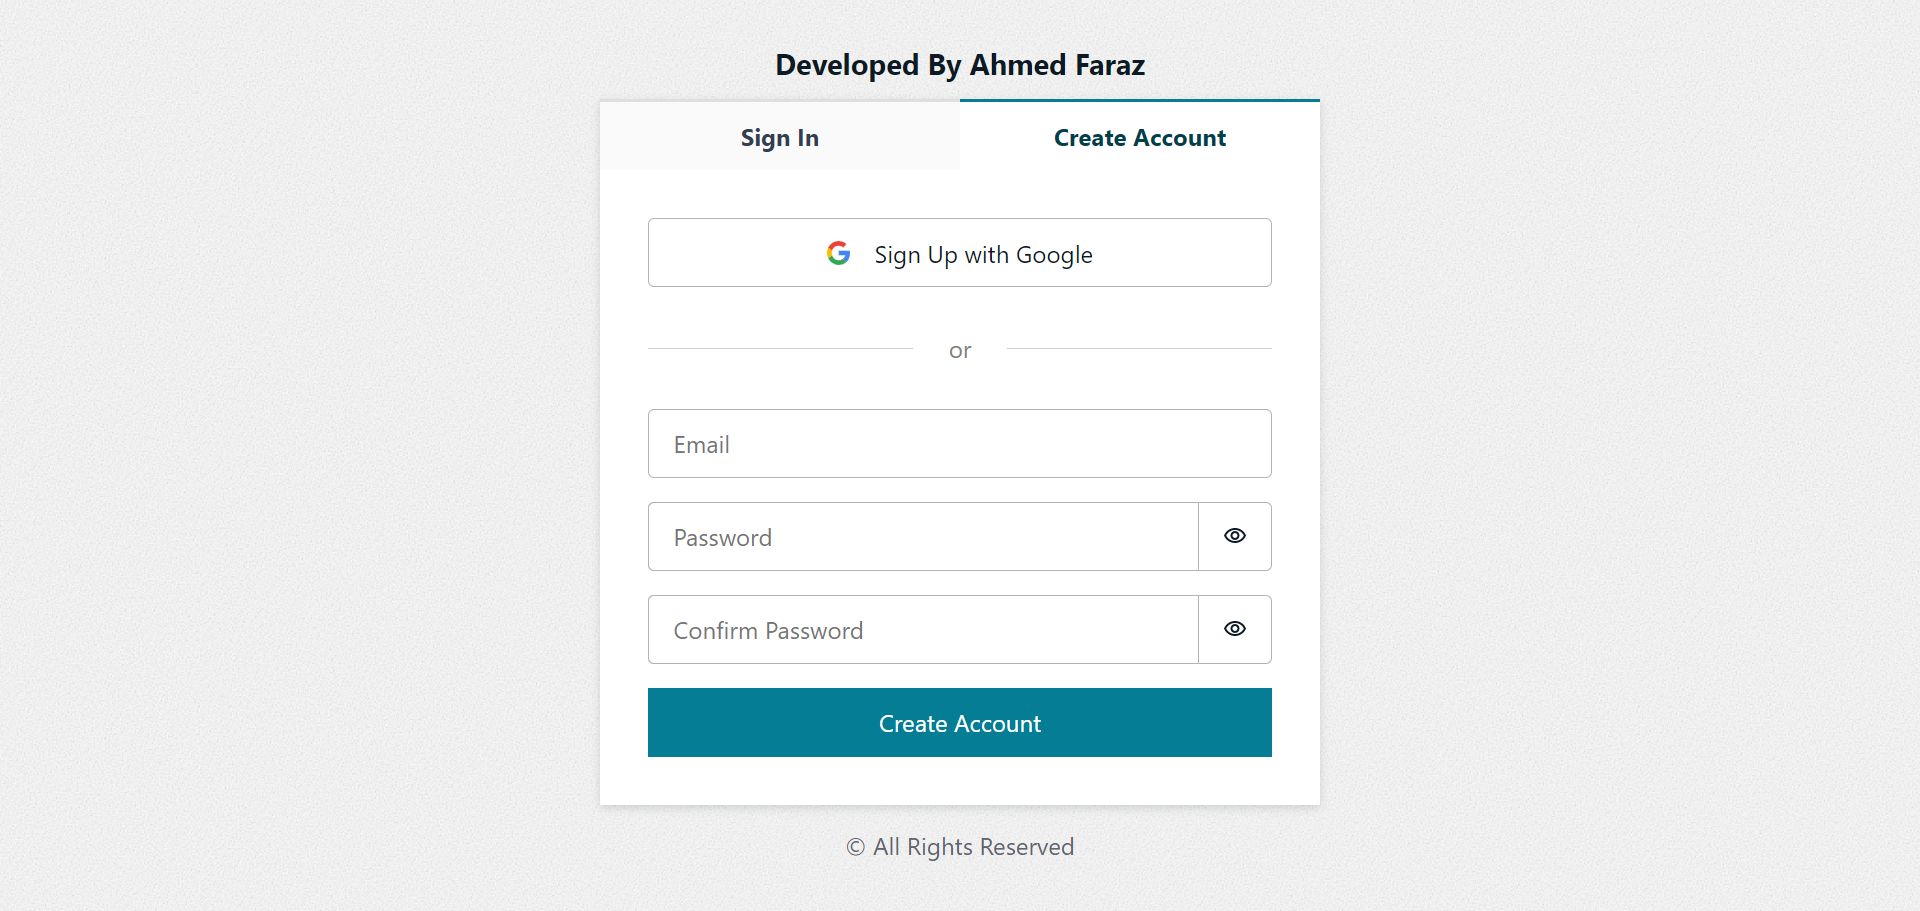 Developed By Ahmed Faraz
Sign In
Create Account
Sign Up with Google
or
Email
Password
Confirm Password
Create Account
© All Rights Reserved